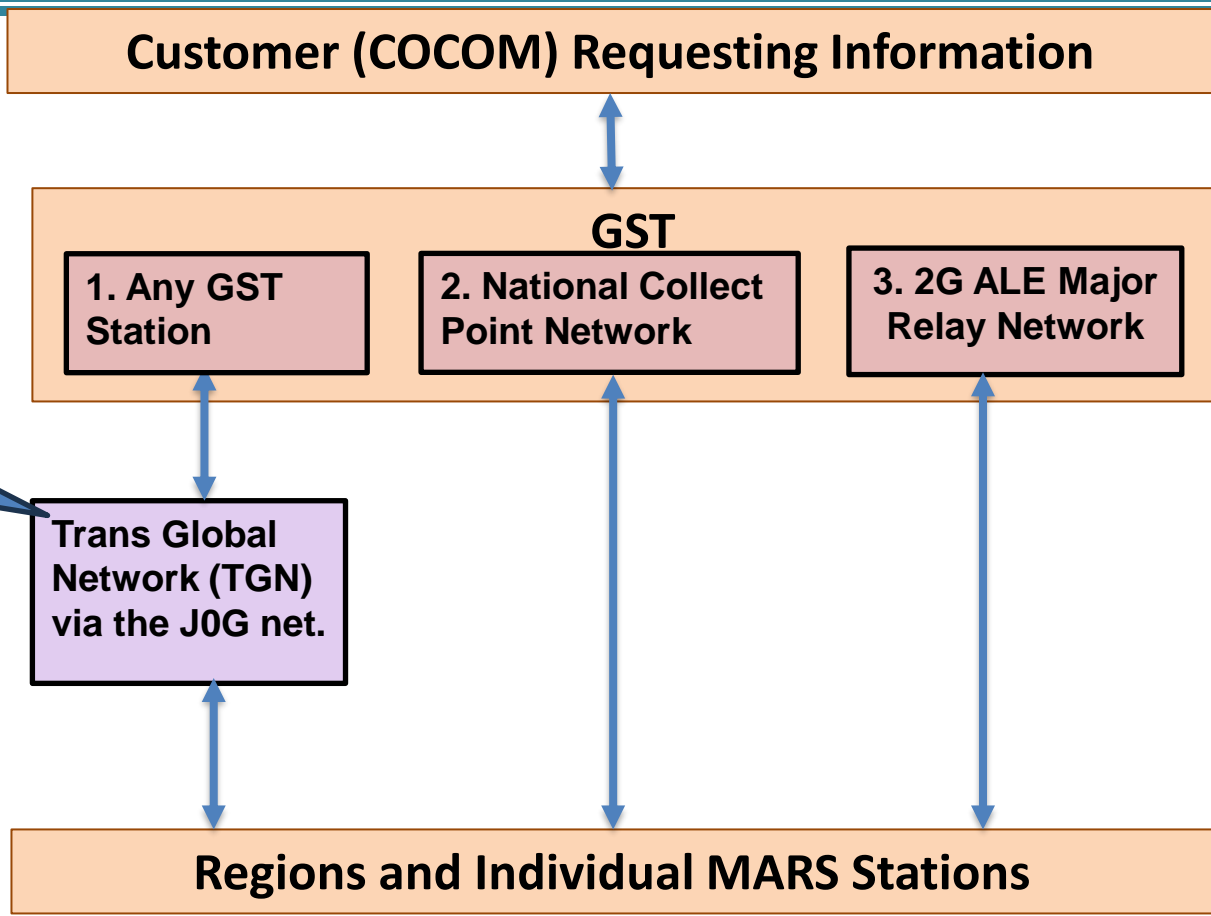 Customer (COCOM) Requesting Information
GST
1. Any GST
Station
2. National Collect
Point Network
3. 2G ALE Major
Relay Network
Trans Global
Network (TGN)
via the J0G net.
Regions and Individual MARS Stations